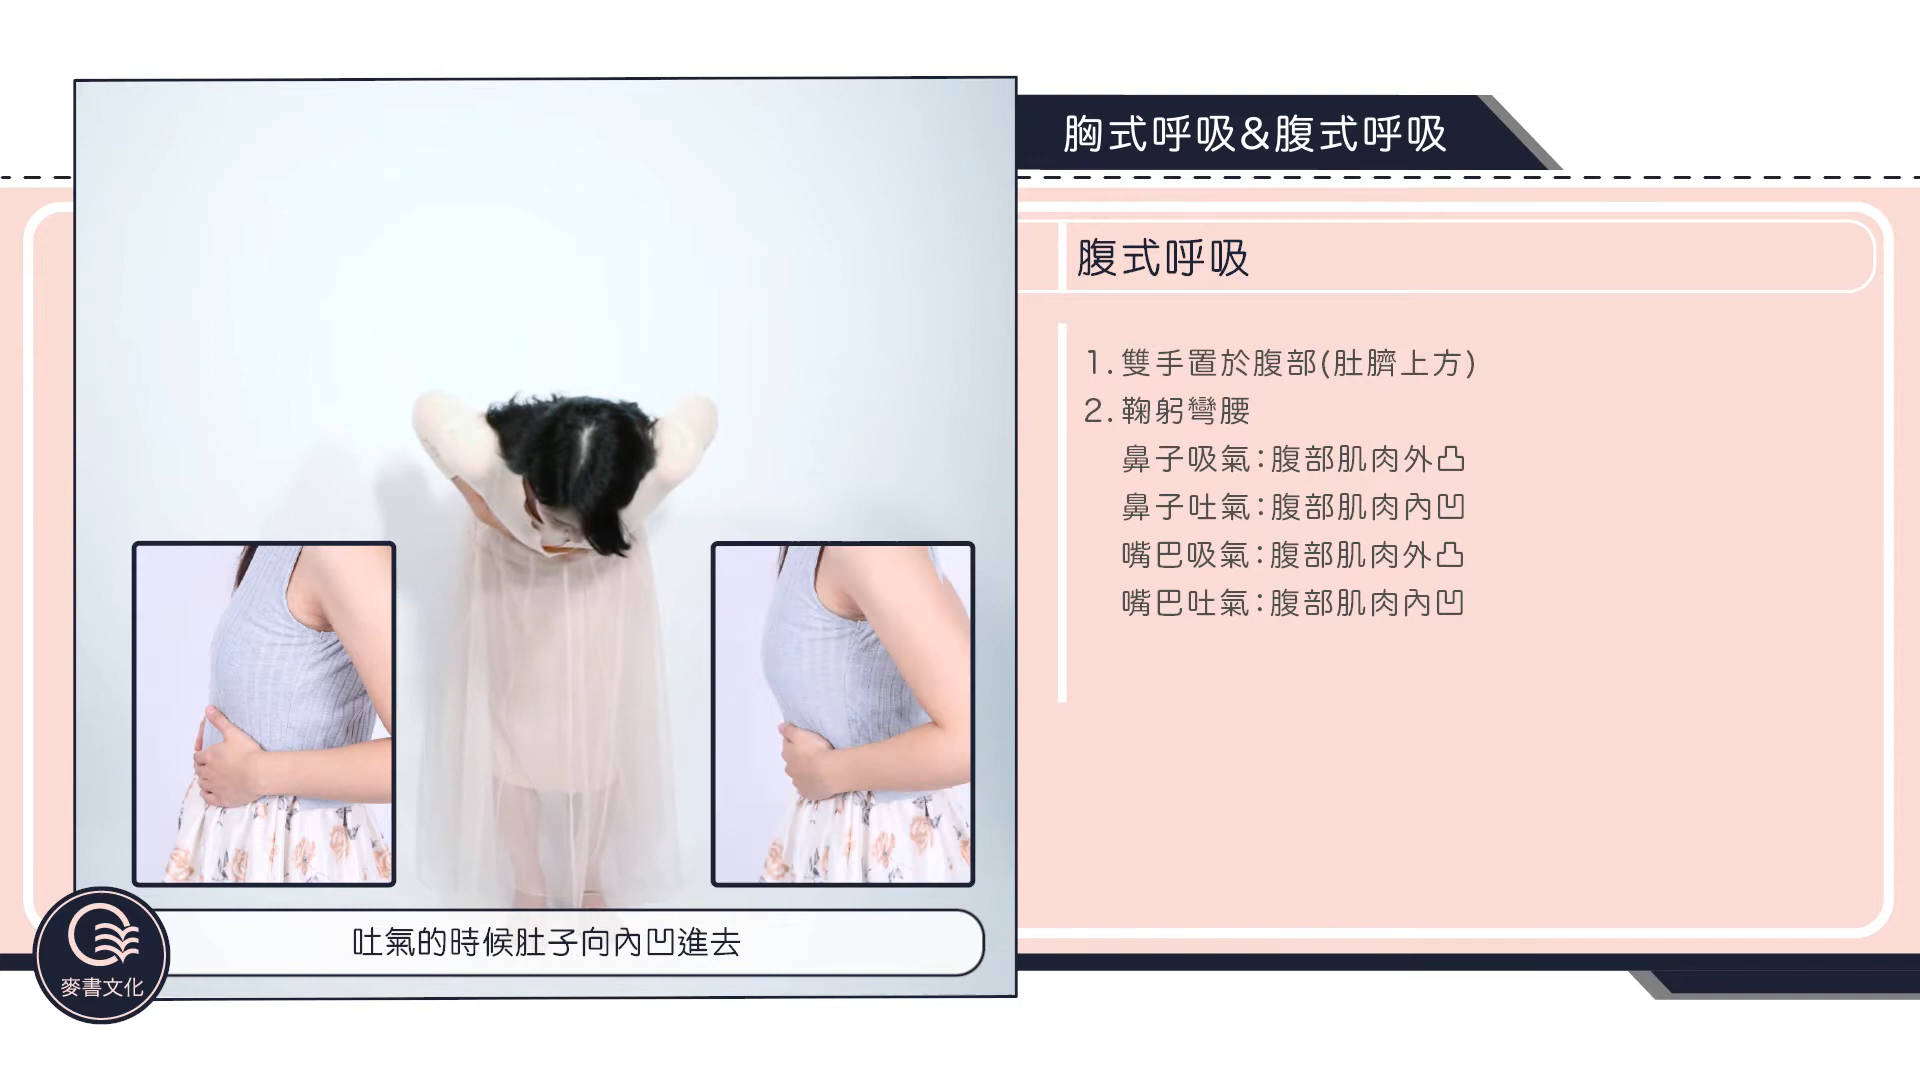 胸式呼吸&腹式呼吸
腹式呼吸
1.雙手置於腹部(肚臍上方)
2.鞠躬彎腰
鼻子吸氣:腹部肌肉外凸
鼻子吐氣:腹部肌肉內凹
嘴巴吸氣:腹部肌肉外凸
嘴巴吐氣:腹部肌肉內凹
吐氣的時候肚子向內凹進去
麥書文化